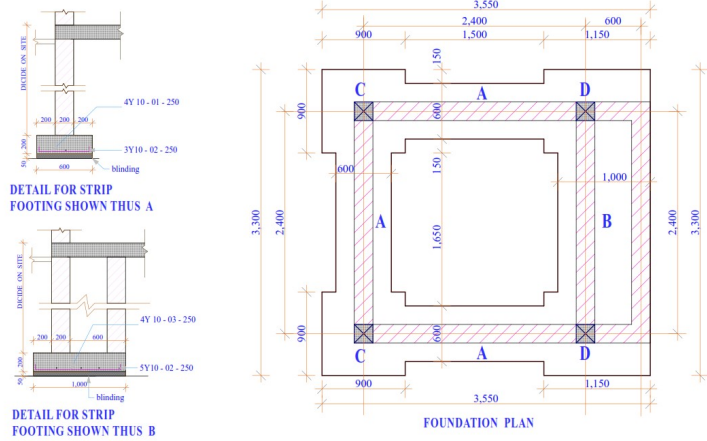 DICIDE ON SITE
4Y 10 - 01 - 250
200 200 200
200
50
3Y10 - 02 - 250
blinding
600
DETAIL FOR STRIP
FOOTING SHOWN THUS A
DICIDE ON SITE
4Y 10 - 03 - 250
200 200 600
200
50
5Y10 - 02 - 250
1,000
blinding
DETAIL FOR STRIP
FOOTING SHOWN THUS B
3,550
2,400 600
900 1,500 1,150
150
C A D
900 600 900
600 150 1,000
3,300 2,400 A 1,650 B 2,400 3,300
900 600 900
C A D
900 1,150
3,550
FOUNDATION PLAN